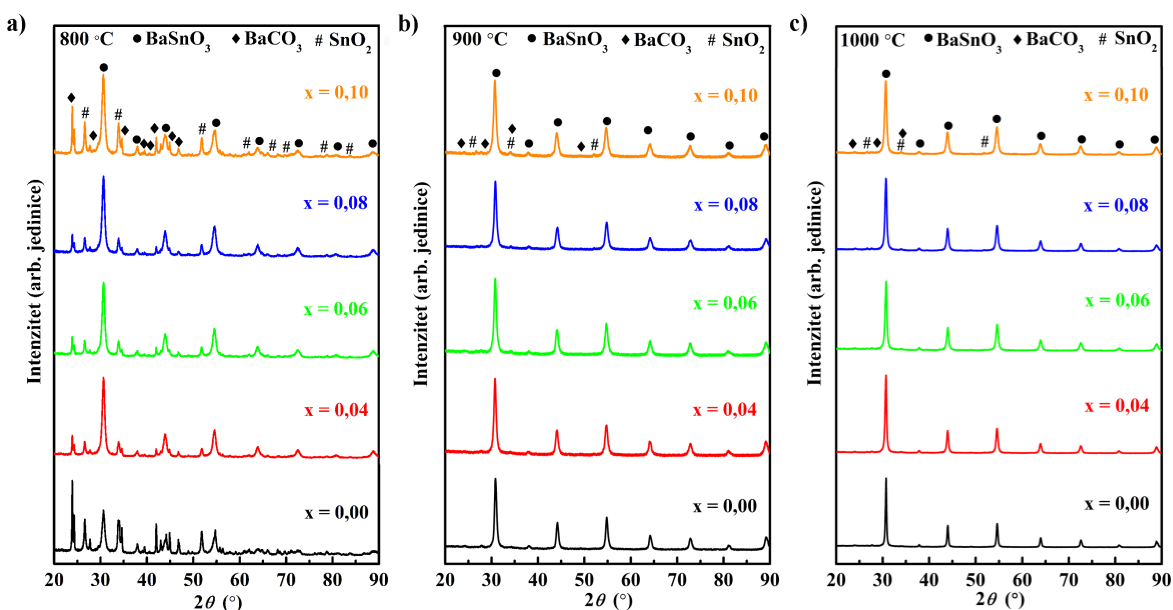 a)
800 °C ● BaSnO₃ ♦ BaCO₃ # SnO₂
x = 0,10
x = 0,08
x = 0,06
x = 0,04
x = 0,00
Intenzitet (arb. jedinice)
20 30 40 50 60 70 80 90
2θ (°)
b)
900 °C ● BaSnO₃ ♦ BaCO₃ # SnO₂
x = 0,10
x = 0,08
x = 0,06
x = 0,04
x = 0,00
Intenzitet (arb. jedinice)
20 30 40 50 60 70 80 90
2θ (°)
c)
1000 °C ● BaSnO₃ ♦ BaCO₃ # SnO₂
x = 0,10
x = 0,08
x = 0,06
x = 0,04
x = 0,00
Intenzitet (arb. jedinice)
20 30 40 50 60 70 80 90
2θ (°)